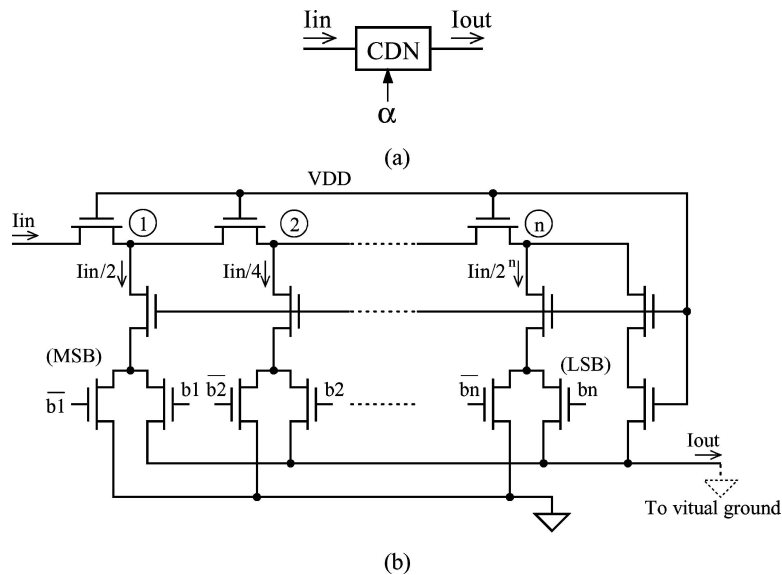 Iin
Iout
CDN
α
(a)
VDD
Iin
1
2
n
Iin/2
Iin/4
Iin/2ⁿ
(MSB)
(LSB)
b1
b1
b2
b2
bn
bn
Iout
To vitual ground
(b)